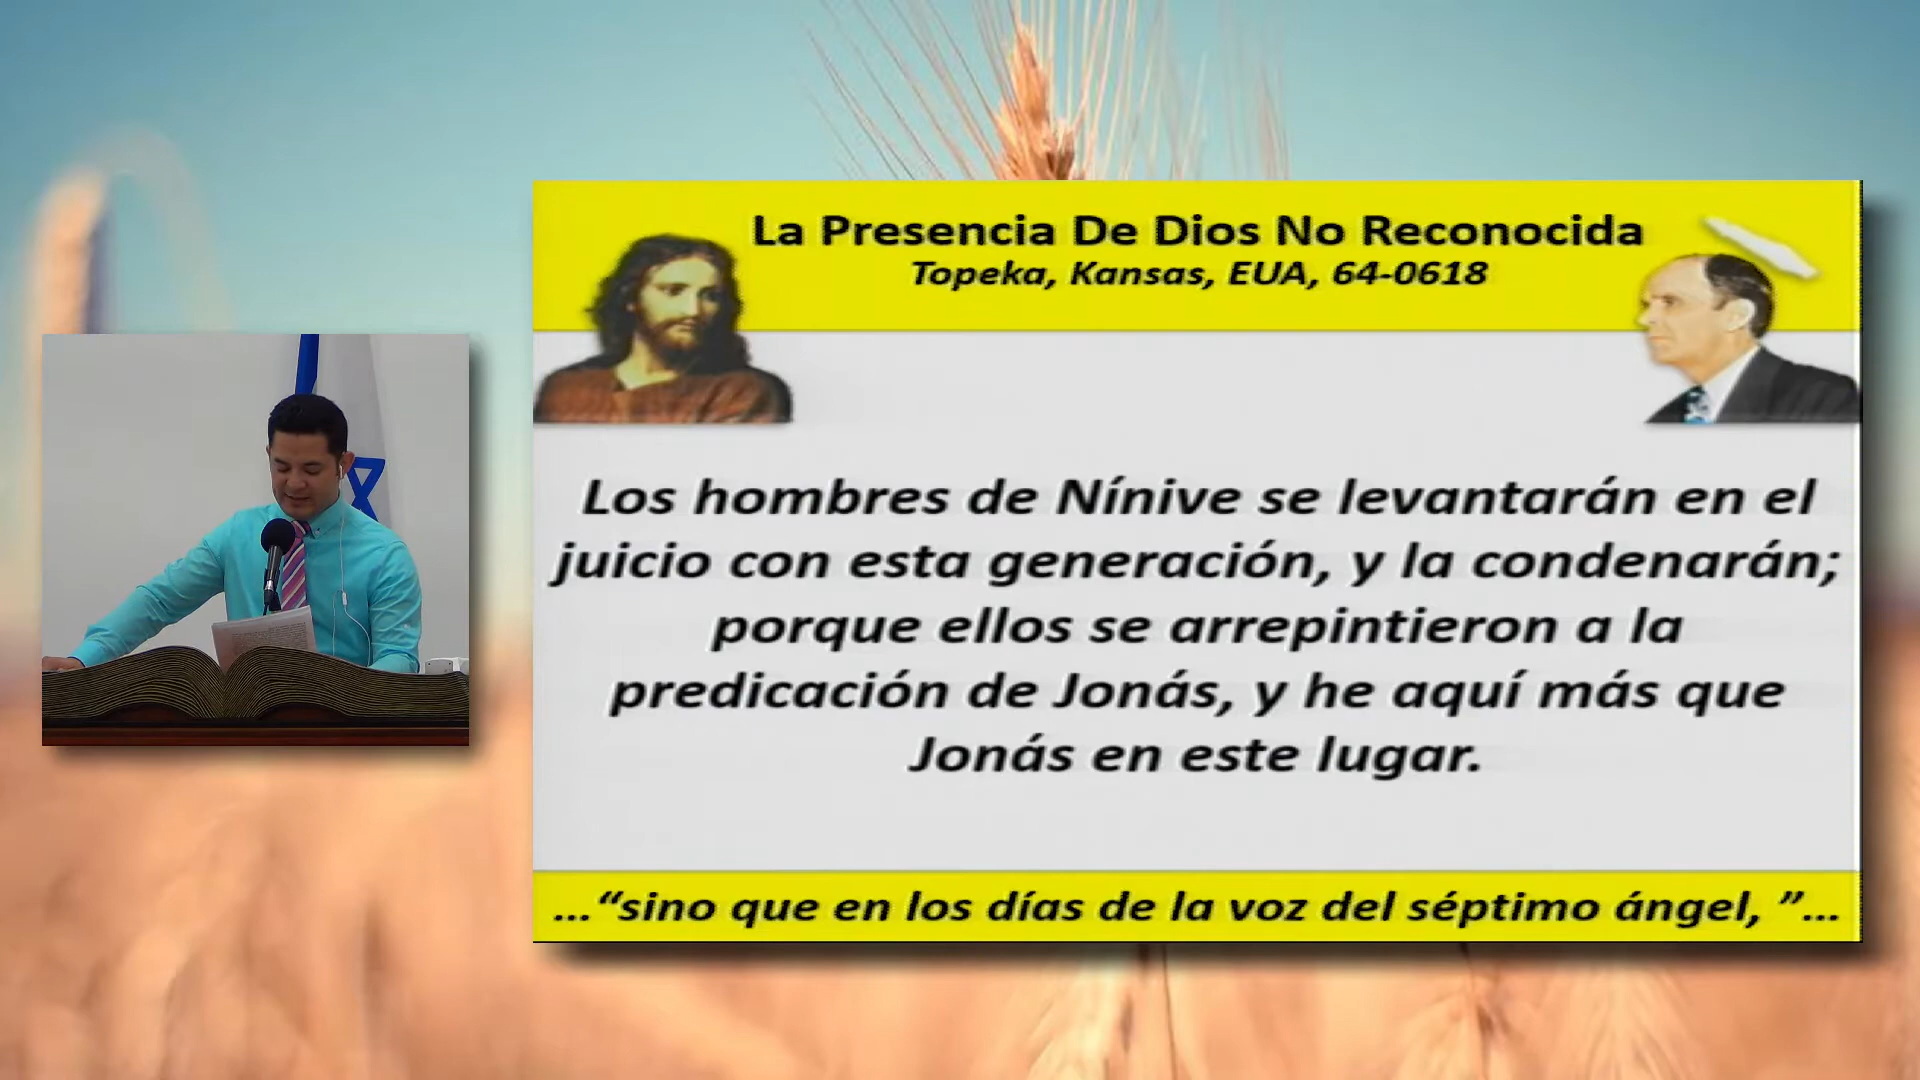 La Presencia De Dios No Reconocida
Topeka, Kansas, EUA, 64-0618
Los hombres de Nínive se levantarán en el
juicio con esta generación, y la condenarán;
porque ellos se arrepintieron a la
predicación de Jonás, y he aquí más que
Jonás en este lugar.
...“sino que en los días de la voz del séptimo ángel, ”...